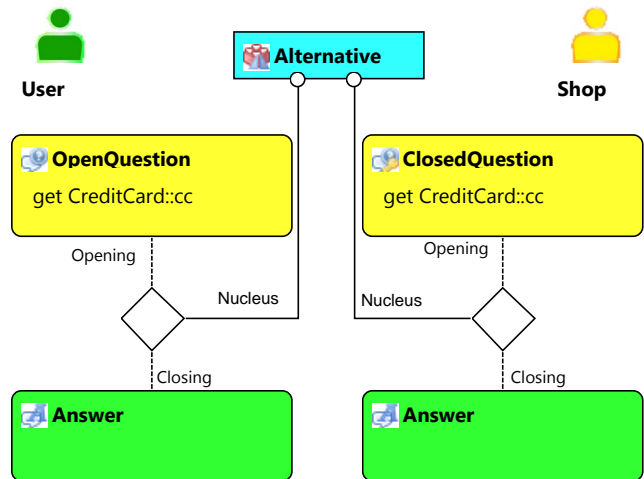 Alternative
User
Shop
OpenQuestion
get CreditCard::cc
ClosedQuestion
get CreditCard::cc
Opening
Opening
Nucleus
Nucleus
Closing
Closing
Answer
Answer